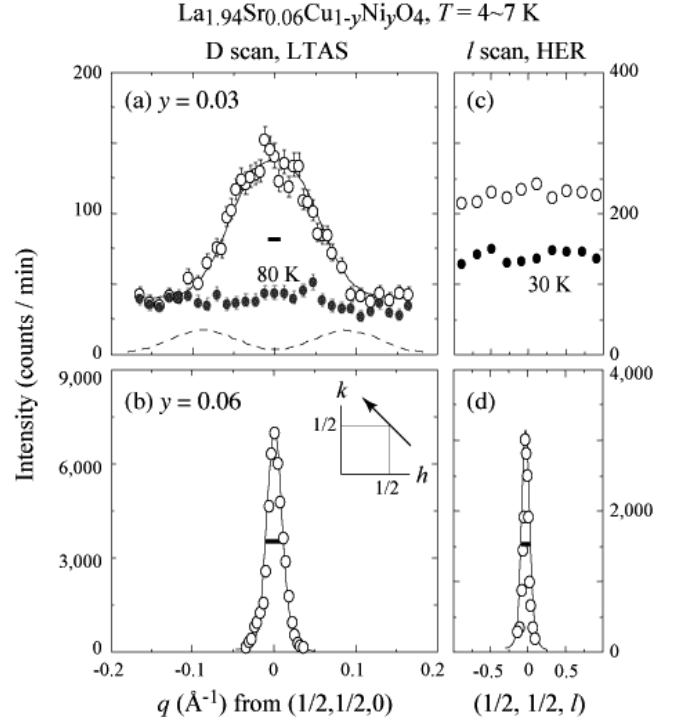 La1.94Sr0.06Cu1-yNiyO4, T = 4~7 K
D scan, LTAS
l scan, HER
Intensity (counts / min)
(a) y = 0.03
200
100
0
80 K
(c)
400
200
0
30 K
(b) y = 0.06
9,000
6,000
3,000
0
k
1/2
1/2
h
-0.2
-0.1
0
0.1
0.2
q (Å-1) from (1/2,1/2,0)
(d)
4,000
2,000
0
-0.5
0
0.5
(1/2, 1/2, l)